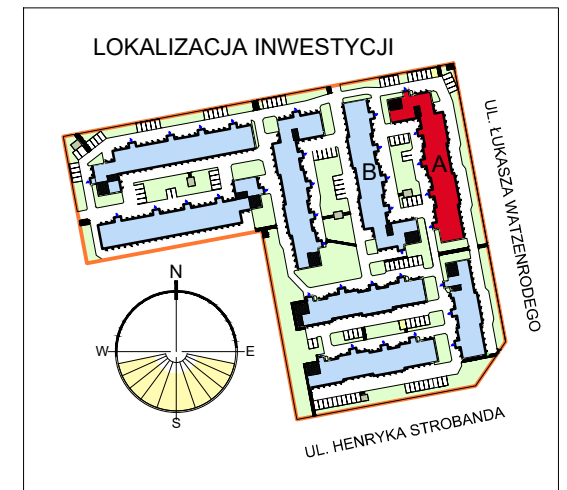 LOKALIZACJA INWESTYCJI
A
B
UL. ŁUKASZA WATZENRODEGO
N
W
E
S
UL. HENRYKA STROBANDA